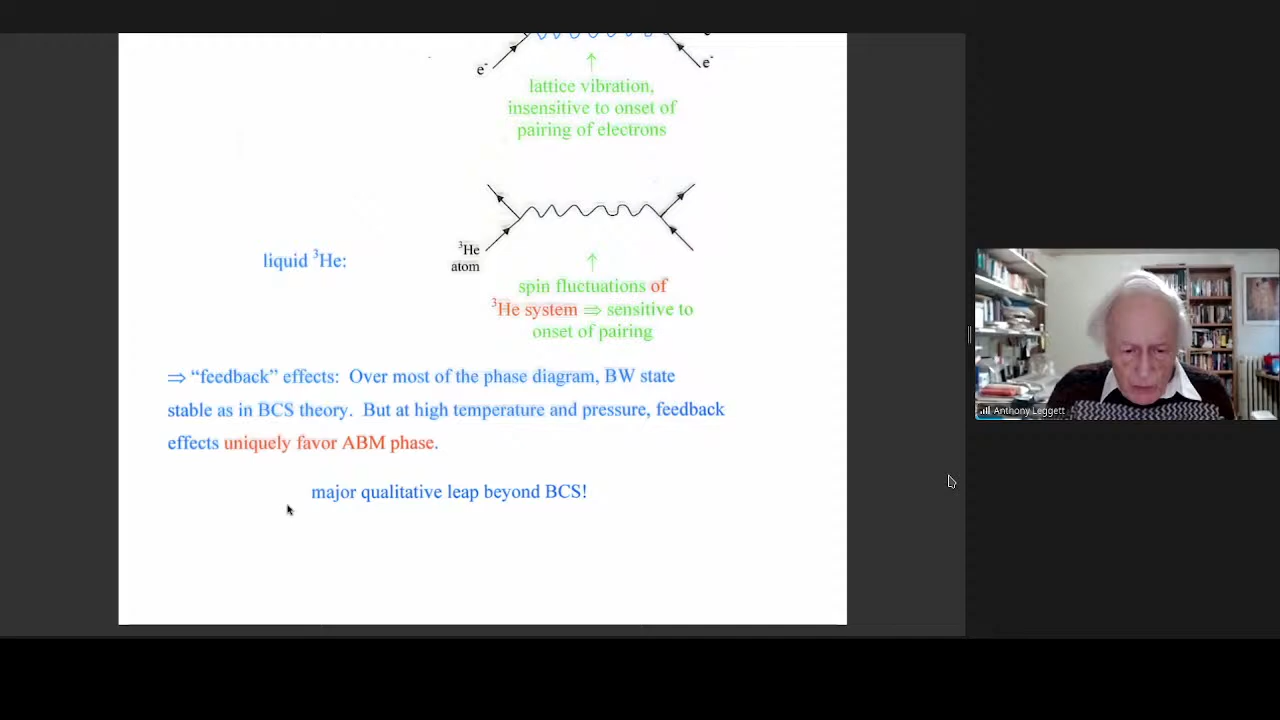 e⁻
e⁻
lattice vibration,
insensitive to onset of
pairing of electrons
³He
atom
liquid ³He:
spin fluctuations of
³He system ⇒ sensitive to
onset of pairing
⇒ “feedback” effects: Over most of the phase diagram, BW state
stable as in BCS theory. But at high temperature and pressure, feedback
effects uniquely favor ABM phase.
major qualitative leap beyond BCS!
Anthony Leggett